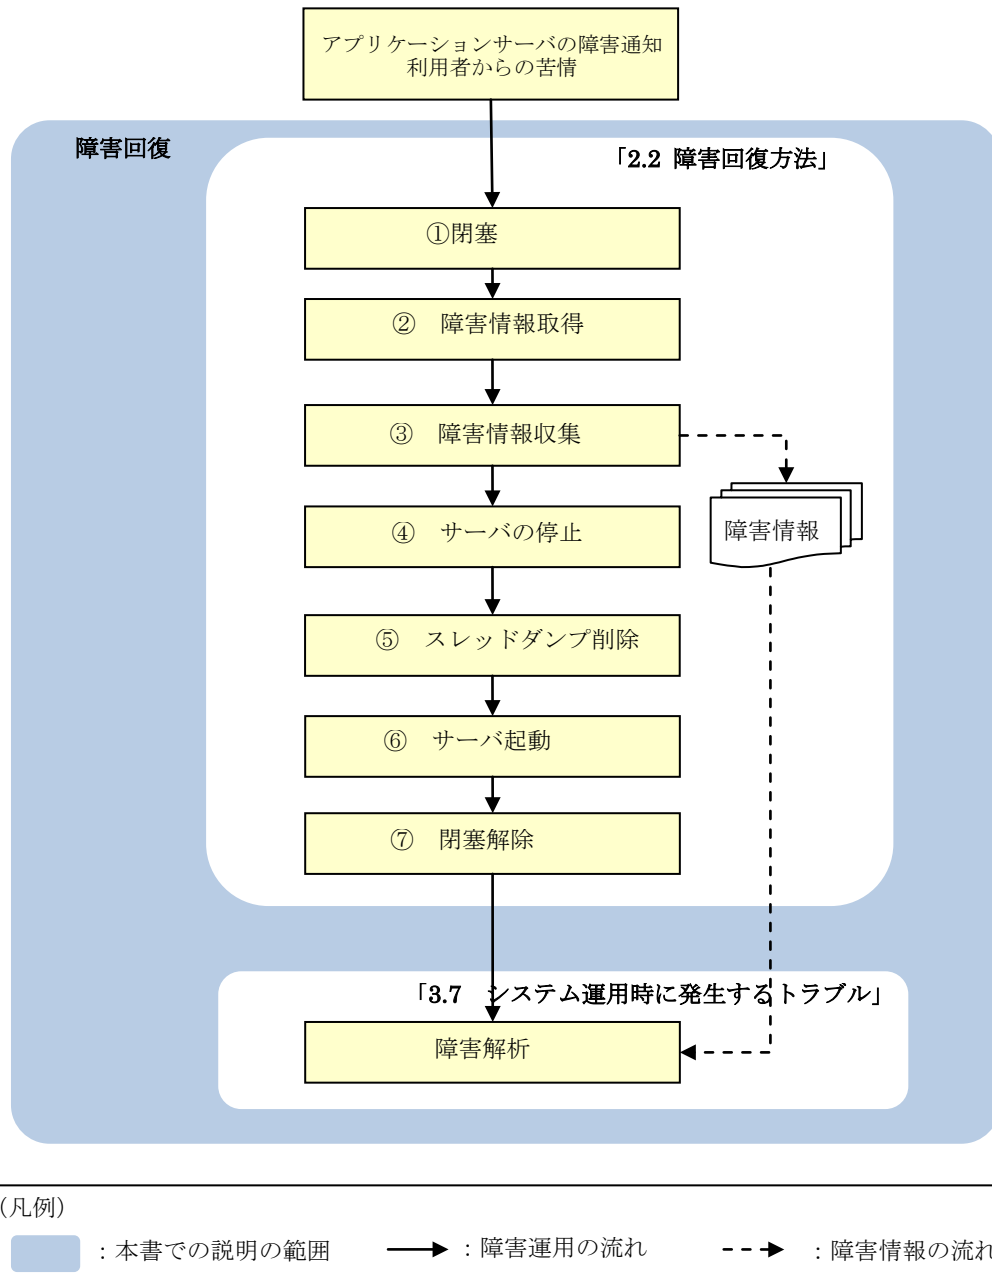 アプリケーションサーバの障害通知
利用者からの苦情
障害回復
「2.2 障害回復方法」
①閉塞
②　障害情報取得
③　障害情報収集
障害情報
④　サーバの停止
⑤　スレッドダンプ削除
⑥　サーバ起動
⑦　閉塞解除
「3.7　システム運用時に発生するトラブル」
障害解析
（凡例）
：本書での説明の範囲
：障害運用の流れ
：障害情報の流れ